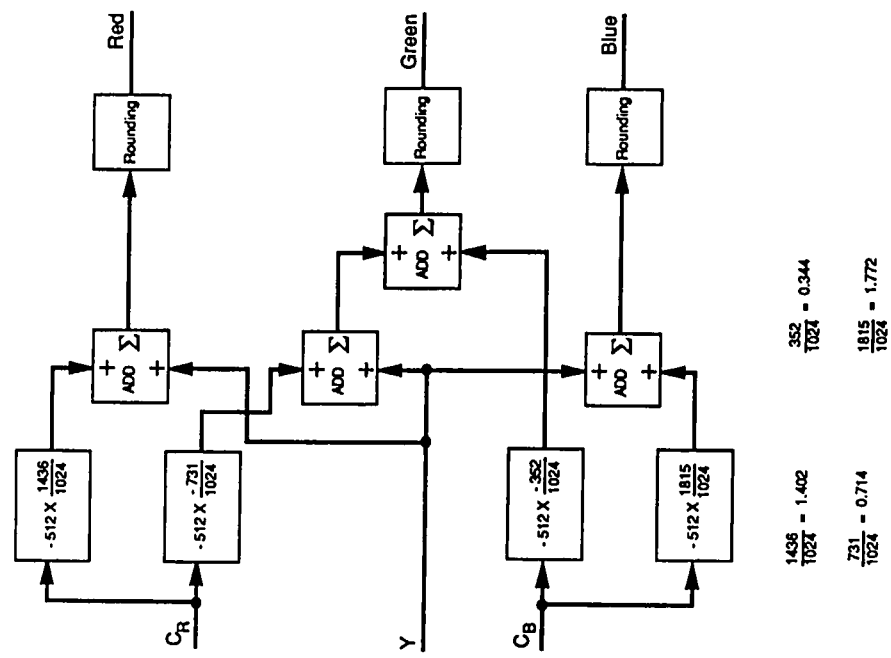 C_R
Y
C_B
- 512 X 1436/1024
- 512 X -731/1024
- 512 X -352/1024
- 512 X 1815/1024
+
ADD Σ
+
+
ADD Σ
+
+
ADD Σ
+
+
ADD Σ
+
Rounding
Rounding
Rounding
Red
Green
Blue
1436/1024 = 1.402
352/1024 = 0.344
731/1024 = 0.714
1815/1024 = 1.772